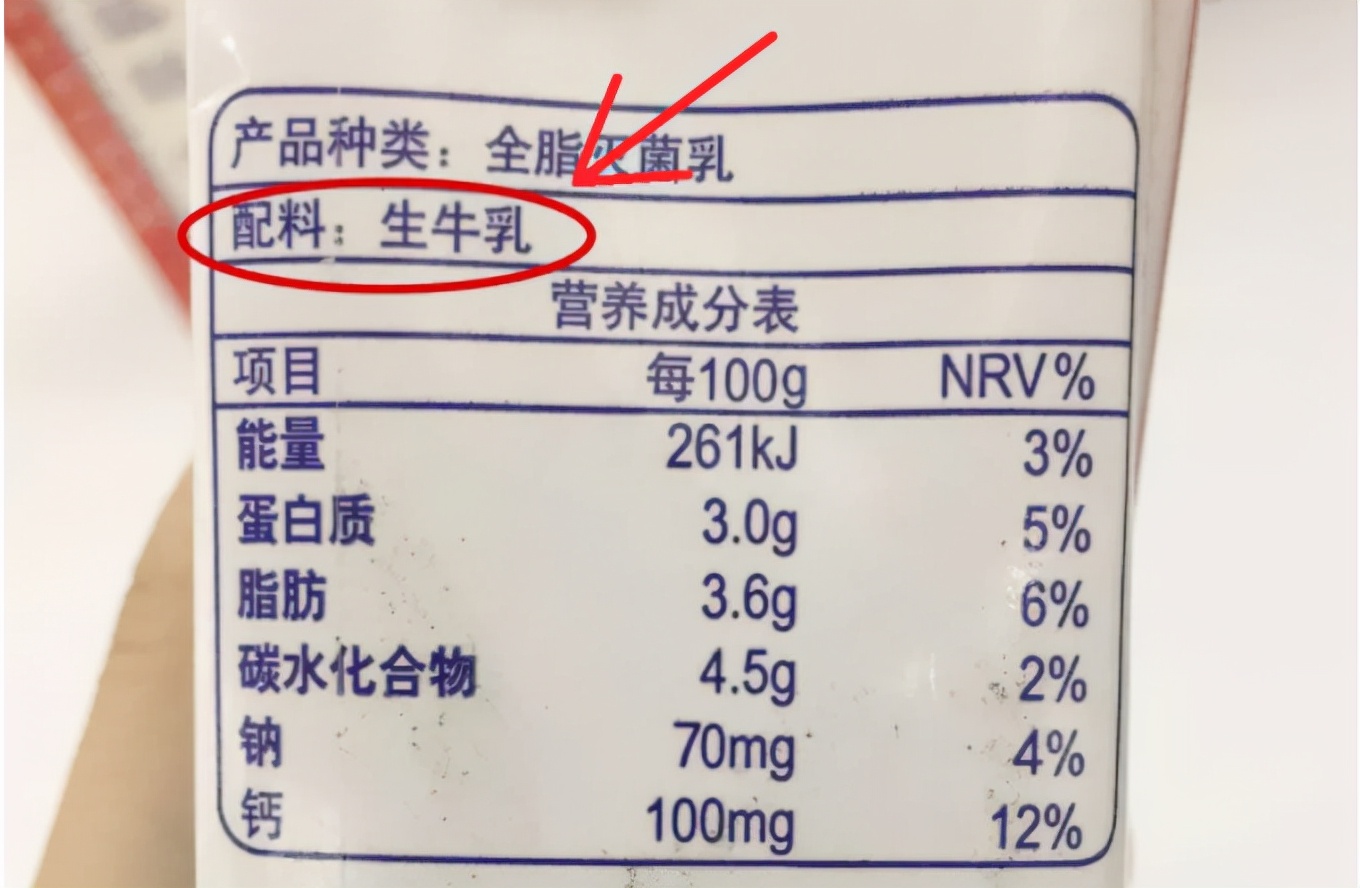 产品种类：全脂灭菌乳
配料：生牛乳
营养成分表
项目 每100g NRV%
能量 261kJ 3%
蛋白质 3.0g 5%
脂肪 3.6g 6%
碳水化合物 4.5g 2%
钠 70mg 4%
钙 100mg 12%